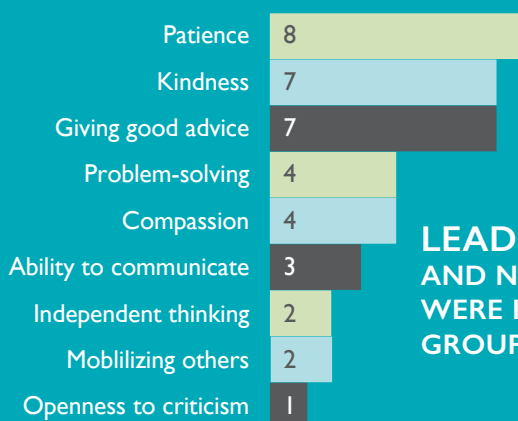 Patience 8
Kindness 7
Giving good advice 7
Problem-solving 4
Compassion 4
Ability to communicate 3
Independent thinking 2
Moblilizing others 2
Openness to criticism 1
LEAD
AND N
WERE
GROUP